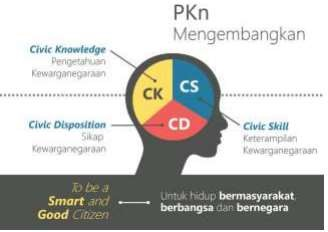 PKn
Mengembangkan
Civic Knowledge
Pengetahuan
Kewarganegaraan
CK
CS
CD
Civic Disposition
Sikap
Kewarganegaraan
Civic Skill
Keterampilan
Kewarganegaraan
To be a
Smart and
Good Citizen
Untuk hidup bermasyarakat,
berbangsa dan bernegara